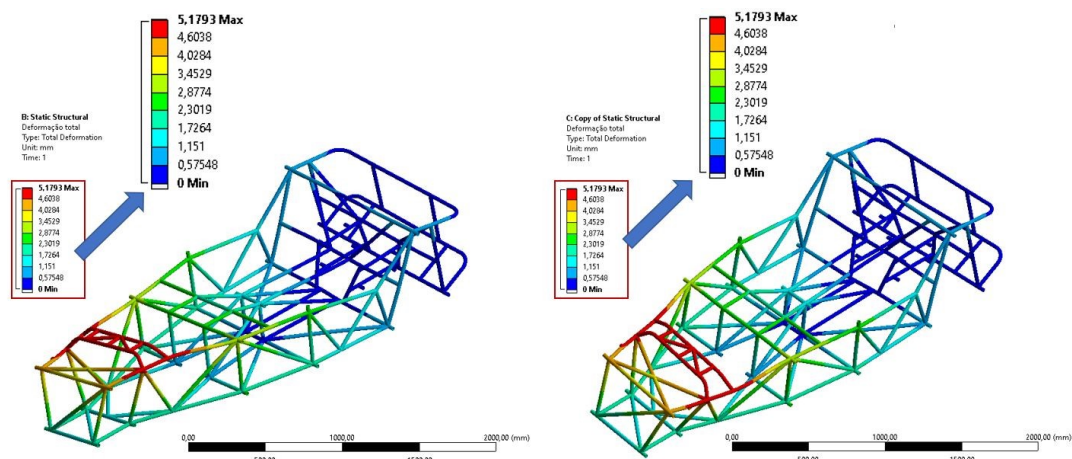 5,1793 Max
4,6038
4,0284
3,4529
2,8774
2,3019
1,7264
1,151
0,57548
0 Min
B: Static Structural
Deformação total
Type: Total Deformation
Unit: mm
Time: 1
5,1793 Max
4,6038
4,0284
3,4529
2,8774
2,3019
1,7264
1,151
0,57548
0 Min
0,00
1000,00
2000,00 (mm)
5,1793 Max
4,6038
4,0284
3,4529
2,8774
2,3019
1,7264
1,151
0,57548
0 Min
C: Copy of Static Structural
Deformação total
Type: Total Deformation
Unit: mm
Time: 1
5,1793 Max
4,6038
4,0284
3,4529
2,8774
2,3019
1,7264
1,151
0,57548
0 Min
0,00
1000,00
2000,00 (mm)